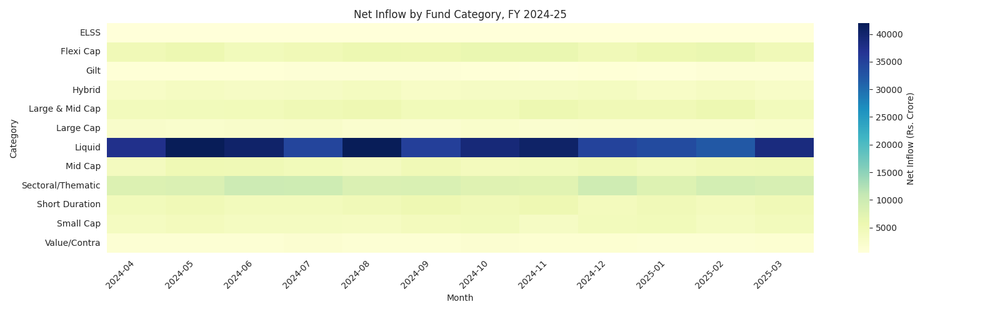 Net Inflow by Fund Category, FY 2024-25
Category
ELSS
Flexi Cap
Gilt
Hybrid
Large & Mid Cap
Large Cap
Liquid
Mid Cap
Sectoral/Thematic
Short Duration
Small Cap
Value/Contra
2024-04
2024-05
2024-06
2024-07
2024-08
2024-09
2024-10
2024-11
2024-12
2025-01
2025-02
2025-03
Month
40000
35000
30000
25000
20000
15000
10000
5000
Net Inflow (Rs. Crore)